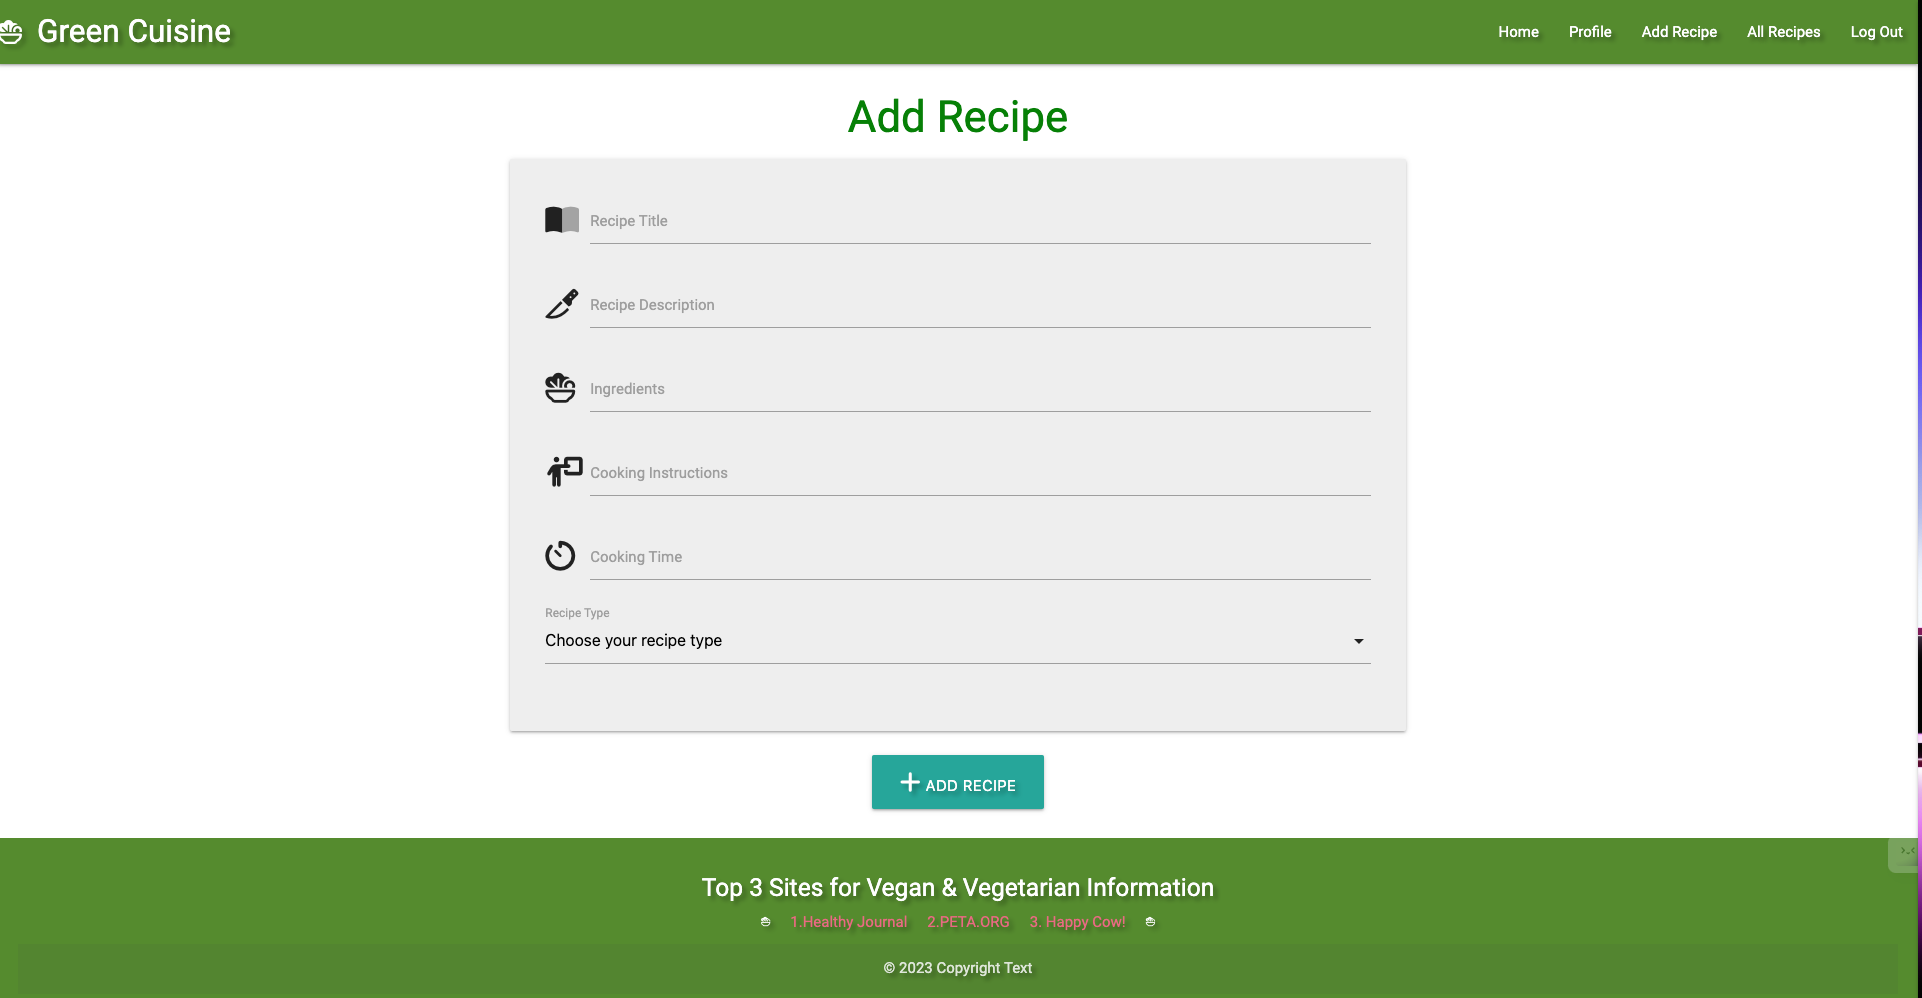 Green Cuisine
Home Profile Add Recipe All Recipes Log Out
Add Recipe
Recipe Title
Recipe Description
Ingredients
Cooking Instructions
Cooking Time
Recipe Type
Choose your recipe type
ADD RECIPE
Top 3 Sites for Vegan & Vegetarian Information
1.Healthy Journal 2.PETA.ORG 3. Happy Cow!
© 2023 Copyright Text